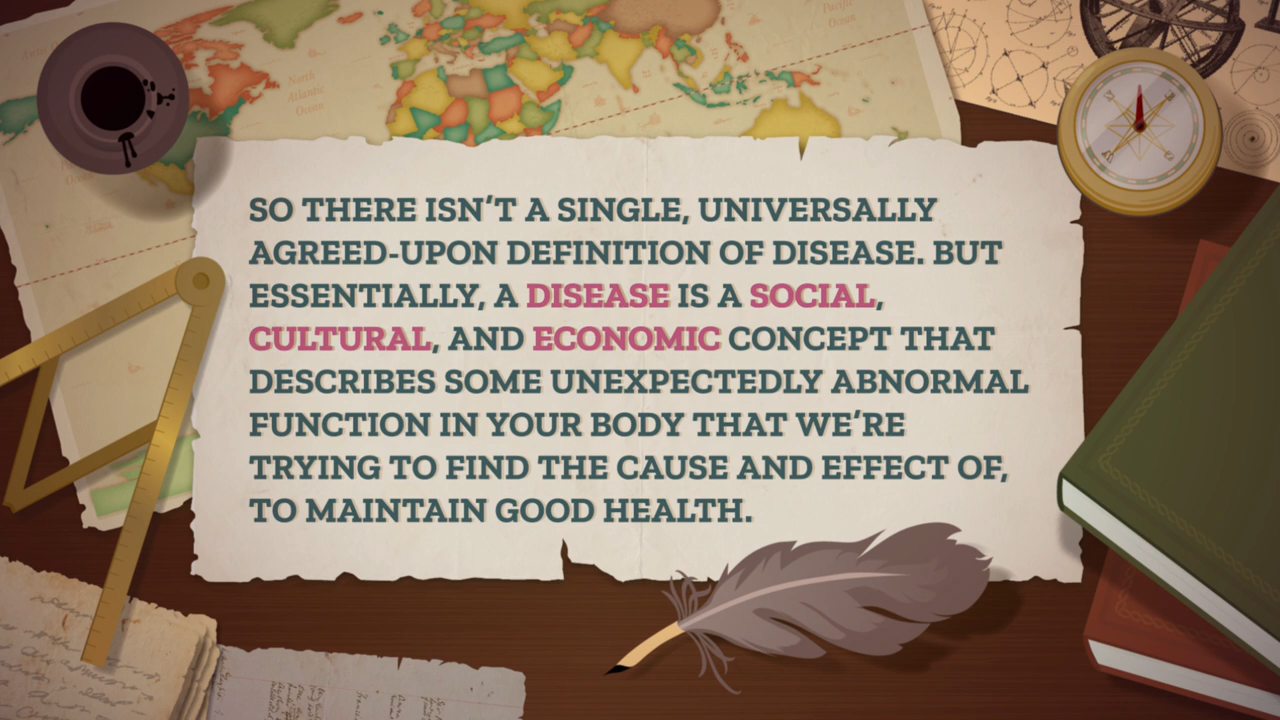 Pacific
Ocean
North
Atlantic
Ocean
SO THERE ISN'T A SINGLE, UNIVERSALLY
AGREED-UPON DEFINITION OF DISEASE. BUT
ESSENTIALLY, A DISEASE IS A SOCIAL,
CULTURAL, AND ECONOMIC CONCEPT THAT
DESCRIBES SOME UNEXPECTEDLY ABNORMAL
FUNCTION IN YOUR BODY THAT WE'RE
TRYING TO FIND THE CAUSE AND EFFECT OF,
TO MAINTAIN GOOD HEALTH.